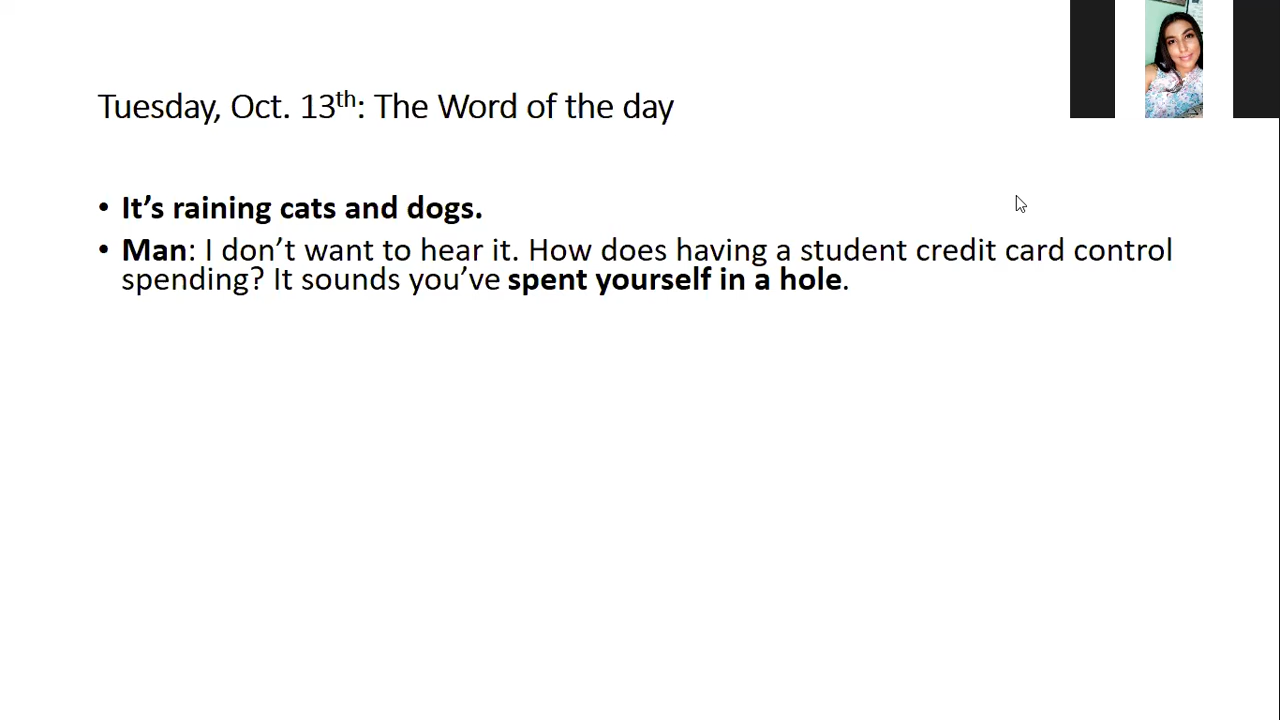 Tuesday, Oct. 13th: The Word of the day
• It’s raining cats and dogs.
• Man: I don’t want to hear it. How does having a student credit card control
spending? It sounds you’ve spent yourself in a hole.